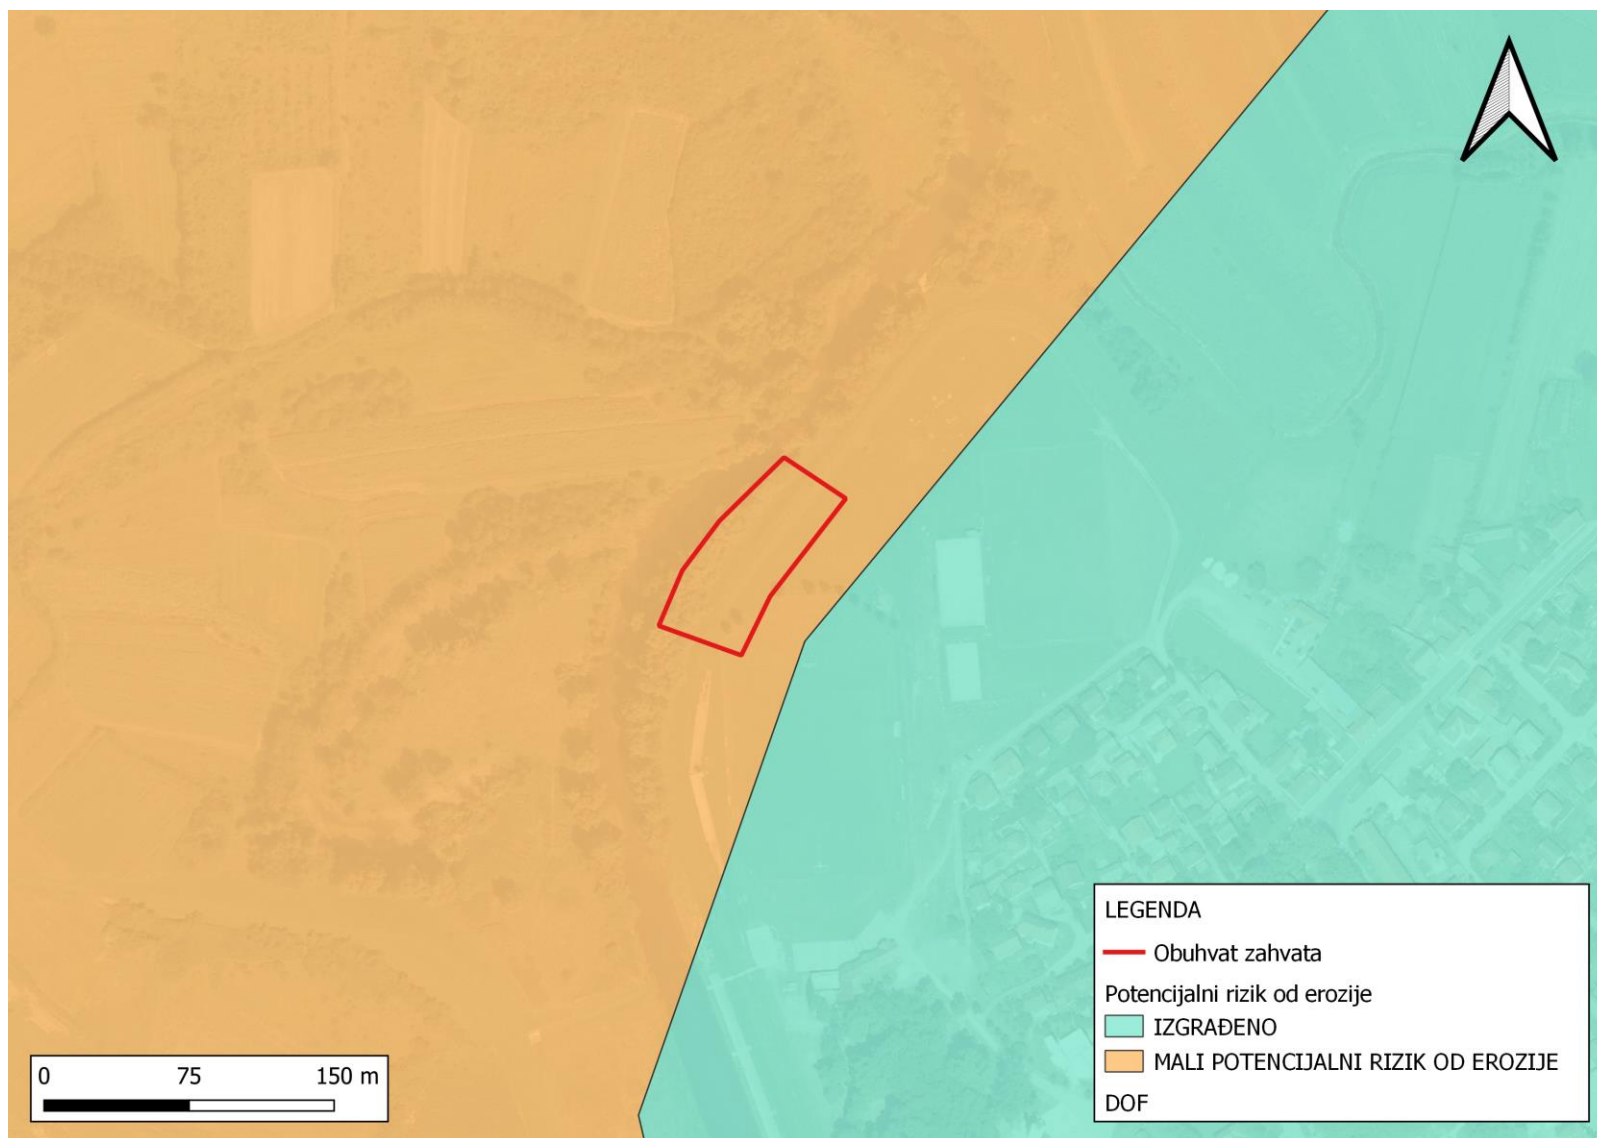 LEGENDA
Obuhvat zahvata
Potencijalni rizik od erozije
IZGRAĐENO
MALI POTENCIJALNI RIZIK OD EROZIJE
DOF
0 75 150 m